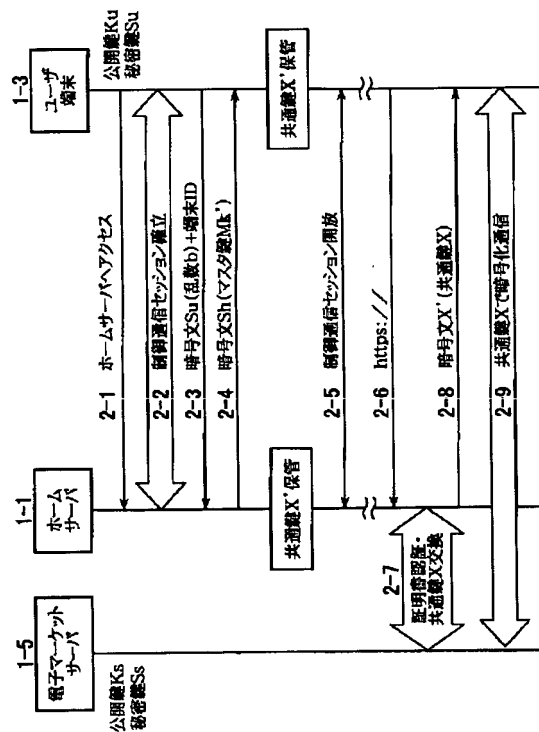 1-5
電子マーケット
サーバ
公開鍵Ks
秘密鍵Ss
1-1
ホーム
サーバ
1-3
ユーザ
端末
公開鍵Ku
秘密鍵Su
2-1 ホームサーバへアクセス
2-2 制御通信セッション確立
2-3 暗号文Su(乱数b)+端末ID
2-4 暗号文Sh(マスタ鍵Mk')
共通鍵X'保管
共通鍵X'保管
2-5 制御通信セッション開放
2-6 https://
2-7
証明書認証・
共通鍵X交換
2-8 暗号文X'(共通鍵X)
2-9 共通鍵Xで暗号化通信